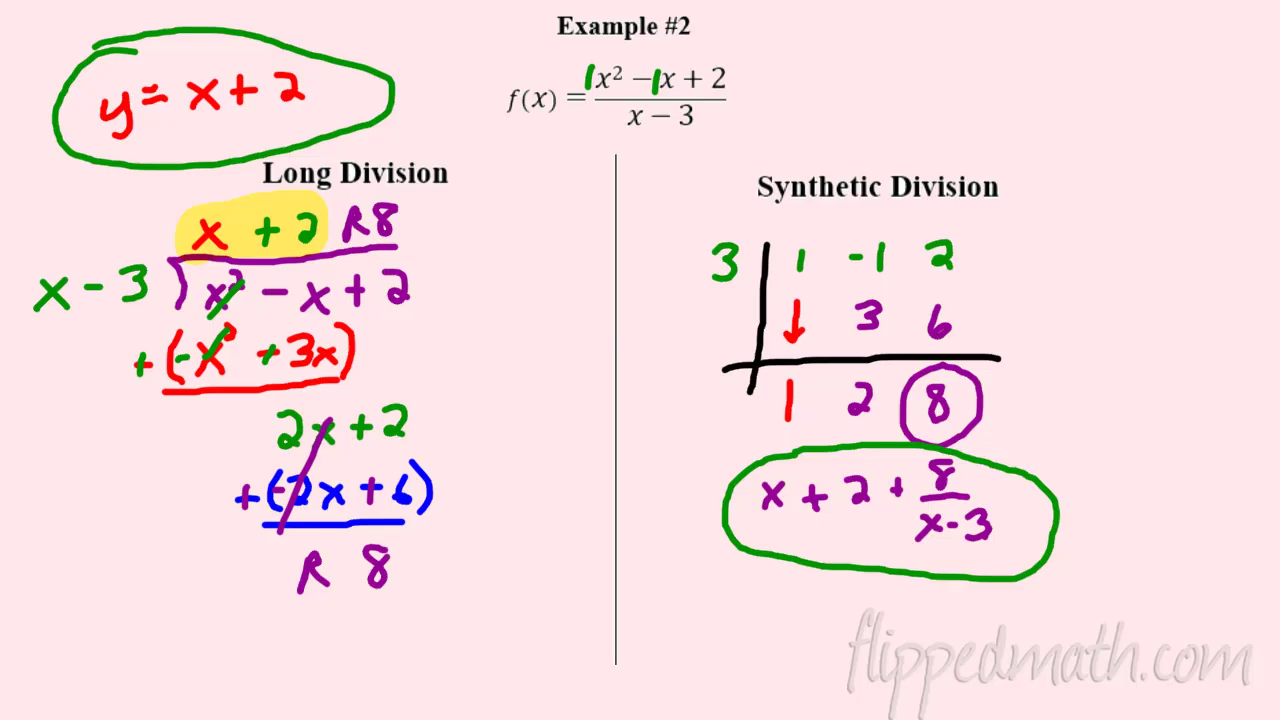 Example #2
f(x) = 1x² − 1x + 2
x − 3
y = x + 2
Long Division
x + 2 R8
x − 3 ) x² − x + 2
+ (-x² + 3x)
2x + 2
+ (-2x + 6)
R 8
Synthetic Division
3 1 -1 2
↓ 3 6
1 2 8
x + 2 + 8
x - 3
flippedmath.com